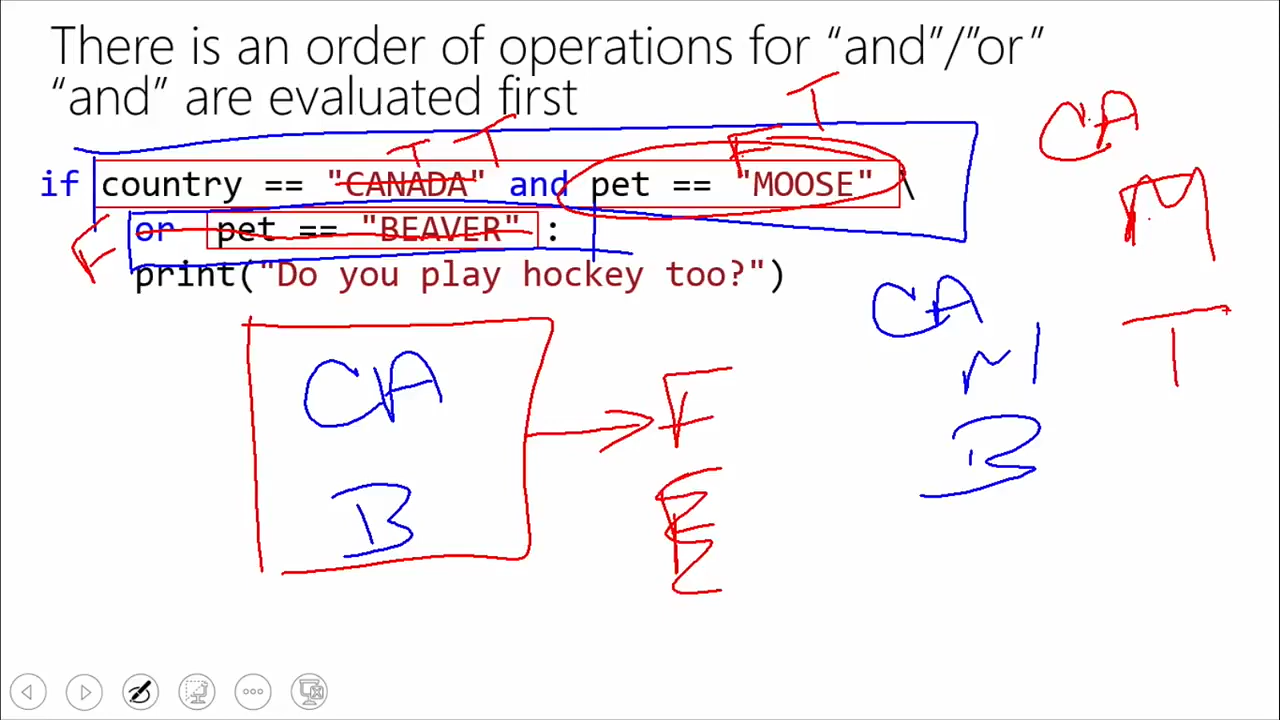 There is an order of operations for “and”/”or”
“and” are evaluated first
T
T T F
CA
if country == "CANADA" and pet == "MOOSE" \
M
F
or pet == "BEAVER":
print("Do you play hockey too?")
CA
M
T
B
CA
F
B